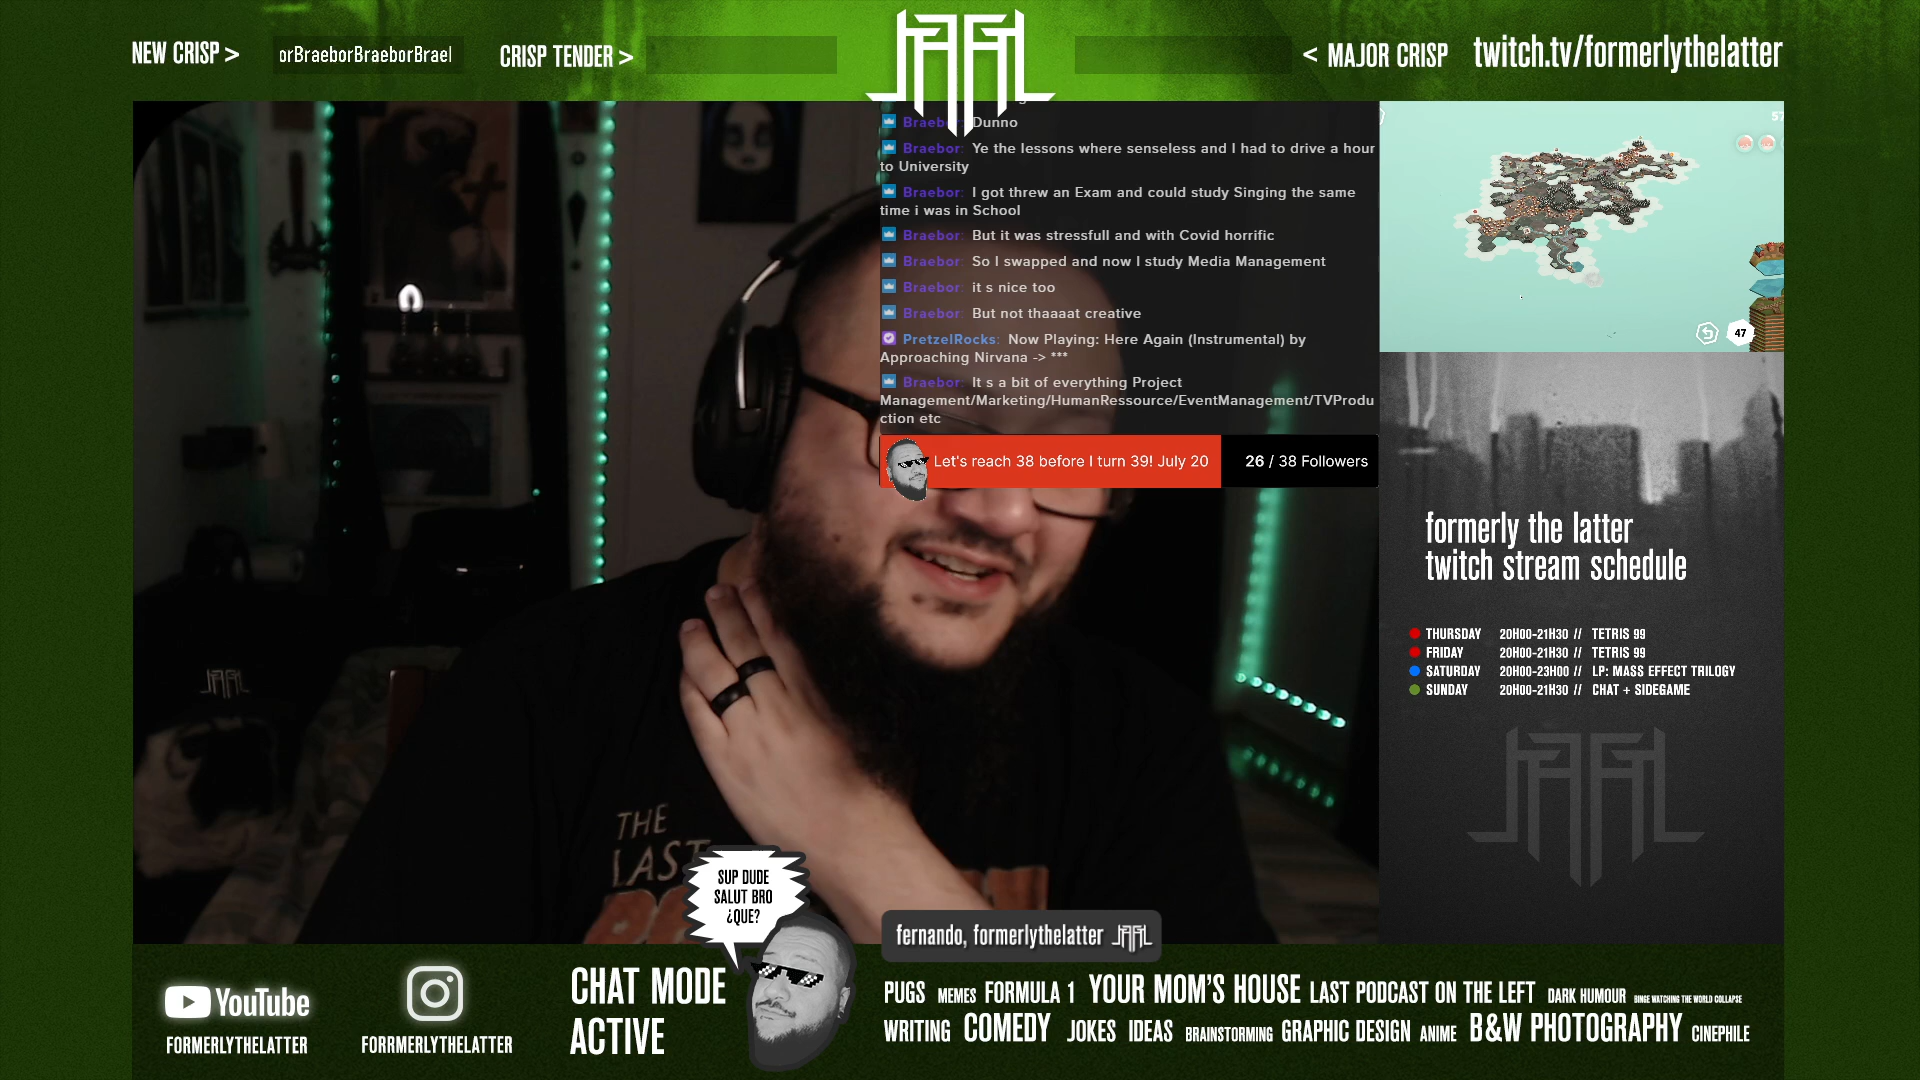 NEW CRISP >
orBraeborBraeborBrael
CRISP TENDER >
< MAJOR CRISP
twitch.tv/formerlythelatter
Braebor: Dunno
Braebor: Ye the lessons where senseless and I had to drive a hour
to University
Braebor: I got threw an Exam and could study Singing the same
time i was in School
Braebor: But it was stressfull and with Covid horrific
Braebor: So I swapped and now I study Media Management
Braebor: it s nice too
Braebor: But not thaaaat creative
PretzelRocks: Now Playing: Here Again (Instrumental) by
Approaching Nirvana -> ***
Braebor: It s a bit of everything Project
Management/Marketing/HumanRessource/EventManagement/TVProdu
ction etc
Let's reach 38 before I turn 39! July 20
26 / 38 Followers
57
47
formerly the latter
twitch stream schedule
THURSDAY 20H00-21H30 // TETRIS 99
FRIDAY 20H00-21H30 // TETRIS 99
SATURDAY 20H00-23H00 // LP: MASS EFFECT TRILOGY
SUNDAY 20H00-21H30 // CHAT + SIDEGAME
THE
LAST
SUP DUDE
SALUT BRO
¿QUE?
fernando, formerlythelatter
YouTube
FORMERLYTHELATTER
FORRMERLYTHELATTER
CHAT MODE
ACTIVE
PUGS MEMES FORMULA 1 YOUR MOM'S HOUSE LAST PODCAST ON THE LEFT DARK HUMOUR BINGE WATCHING THE WORLD COLLAPSE
WRITING COMEDY JOKES IDEAS BRAINSTORMING GRAPHIC DESIGN ANIME B&W PHOTOGRAPHY CINEPHILE